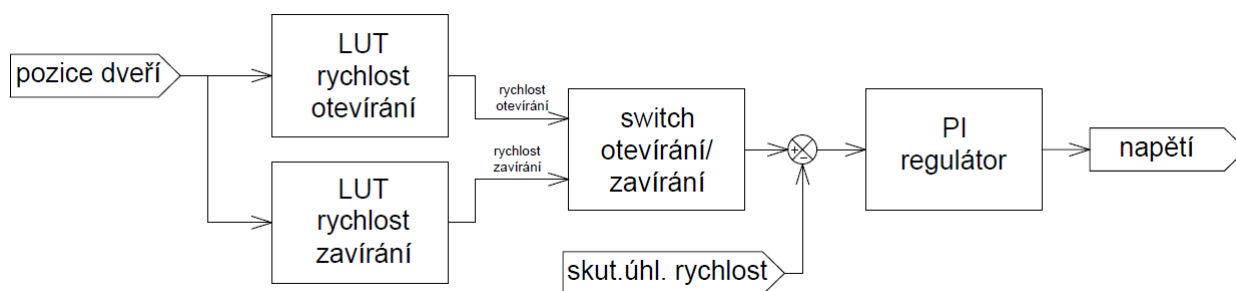 pozice dveří
LUT
rychlost
otevírání
rychlost
otevírání
LUT
rychlost
zavírání
rychlost
zavírání
switch
otevírání/
zavírání
+
−
skut.úhl. rychlost
PI
regulátor
napětí